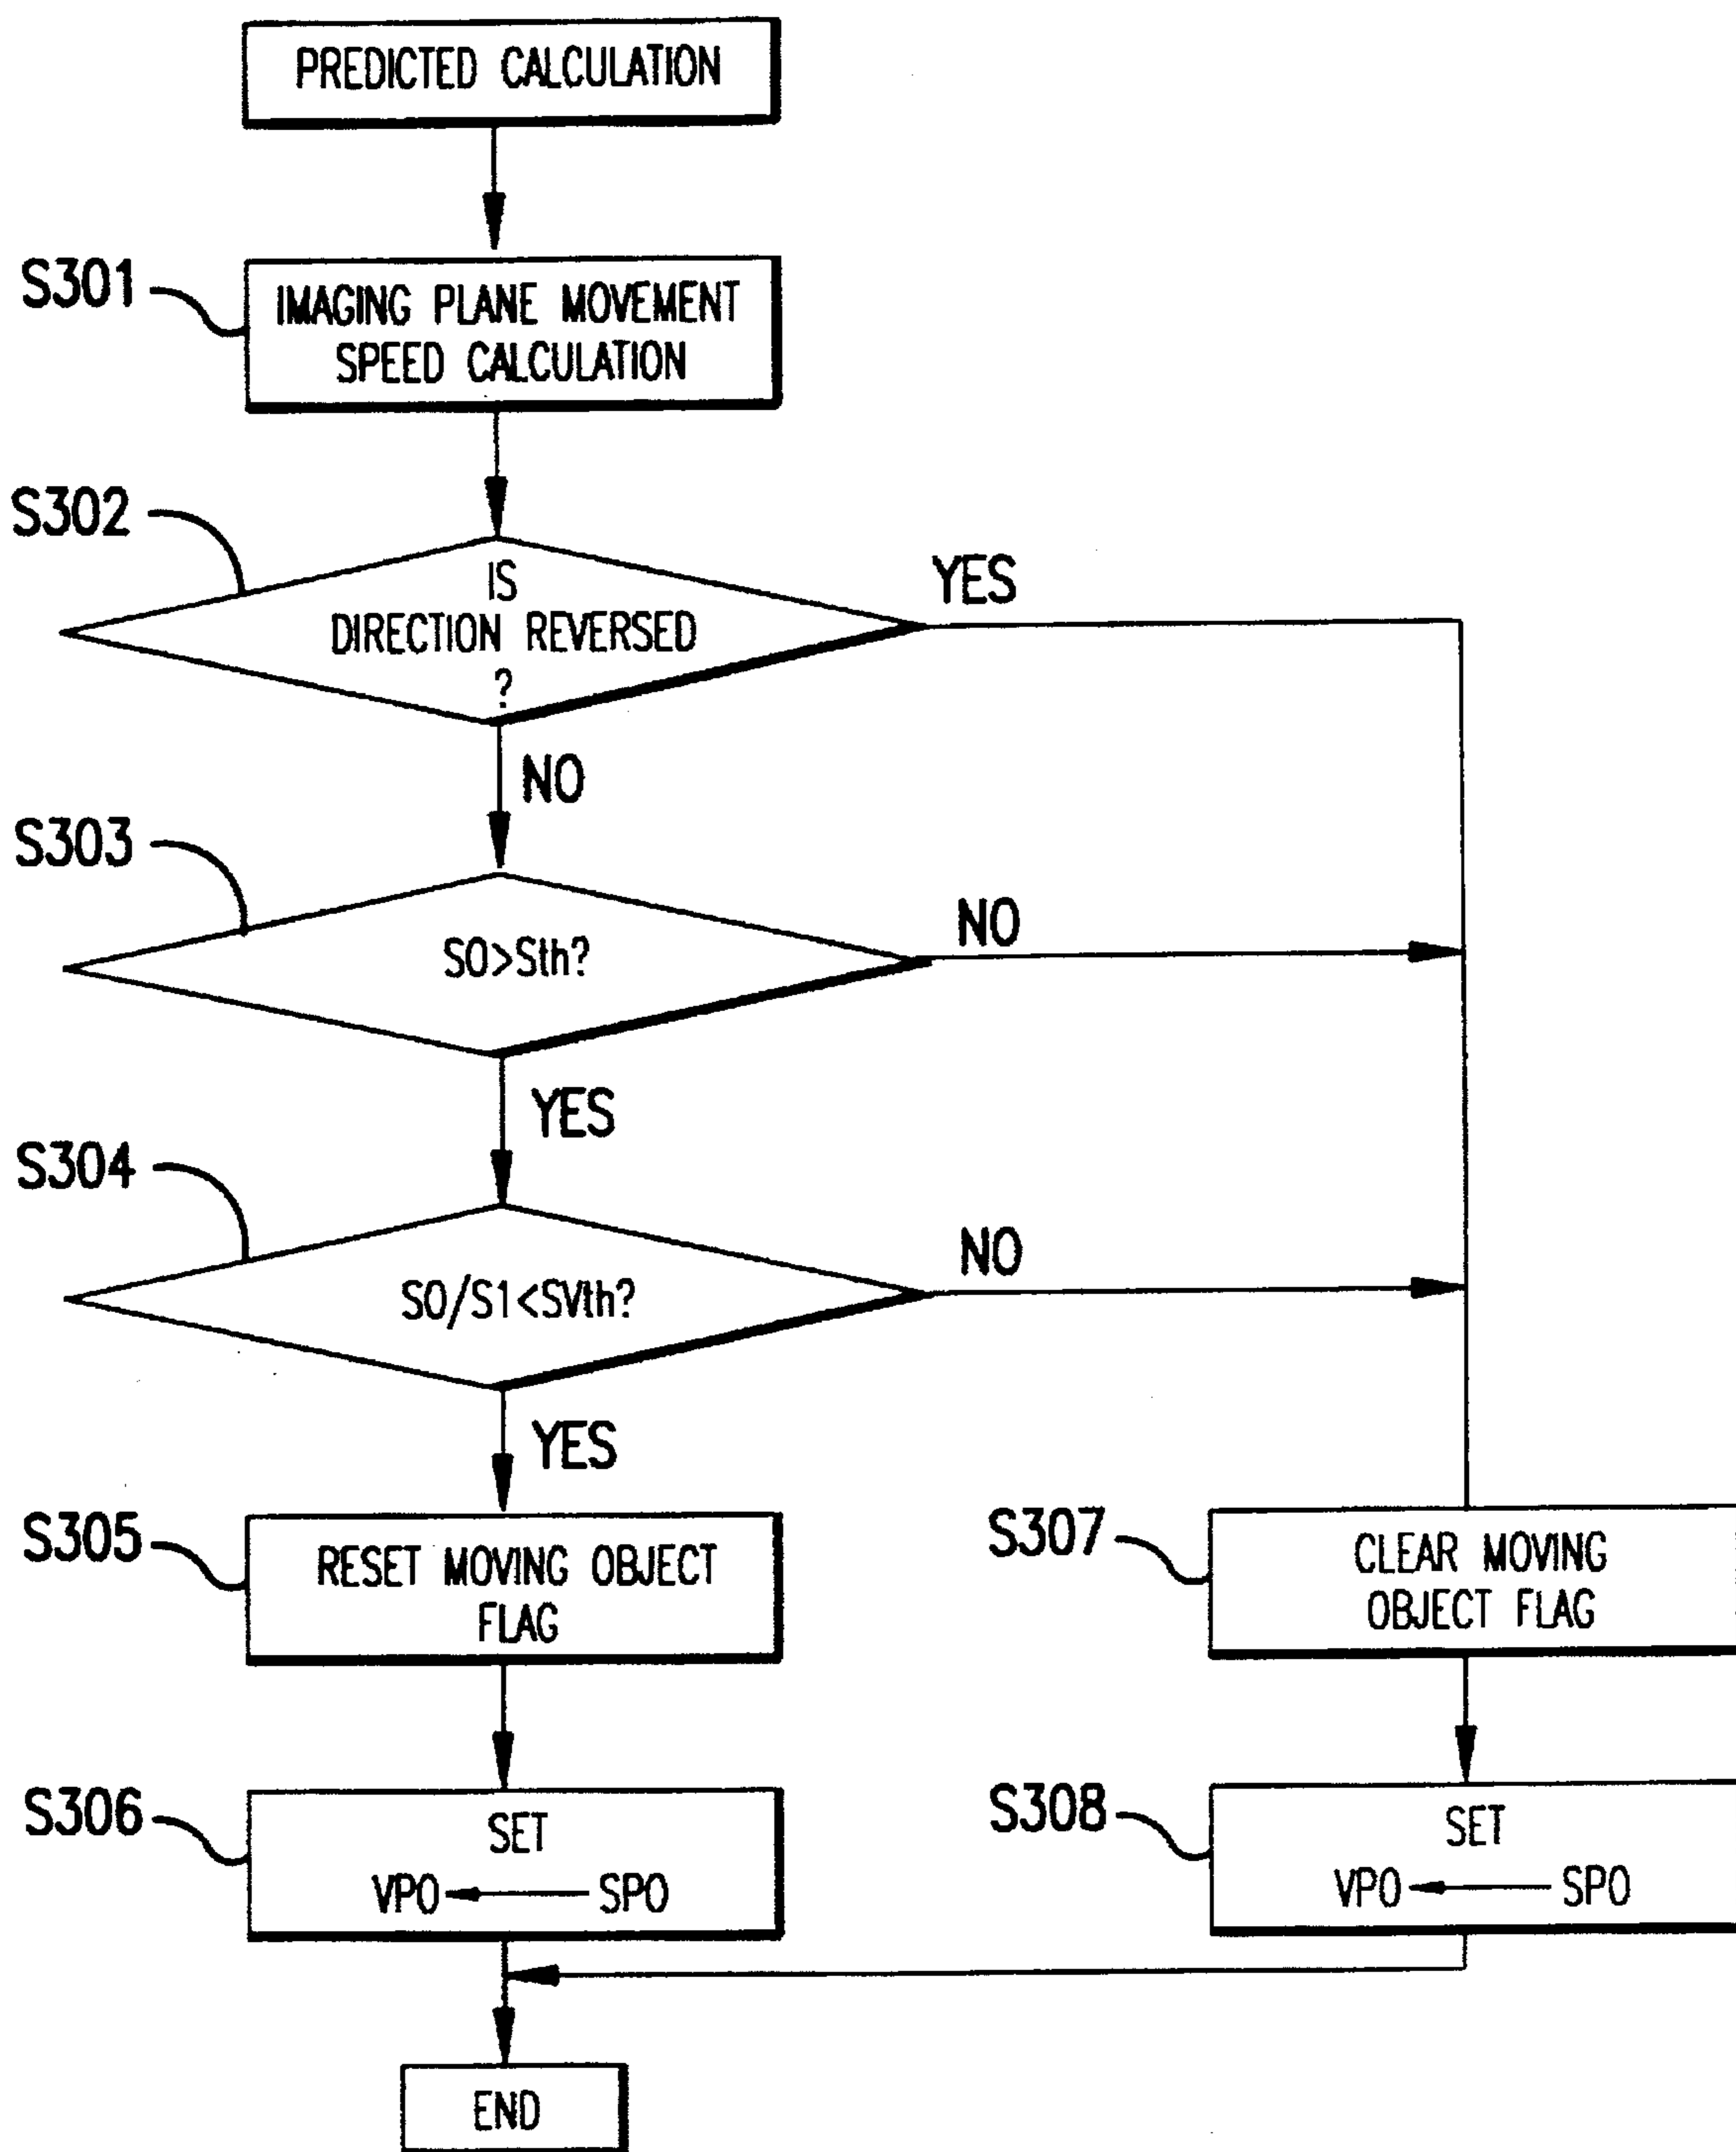 PREDICTED CALCULATION
S301
IMAGING PLANE MOVEMENT
SPEED CALCULATION
S302
IS
DIRECTION REVERSED
?
YES
NO
S303
S0>Sth?
NO
YES
S304
S0/S1<SVth?
NO
YES
S305
RESET MOVING OBJECT
FLAG
S307
CLEAR MOVING
OBJECT FLAG
S306
SET
VP0 ← SP0
S308
SET
VP0 ← SP0
END